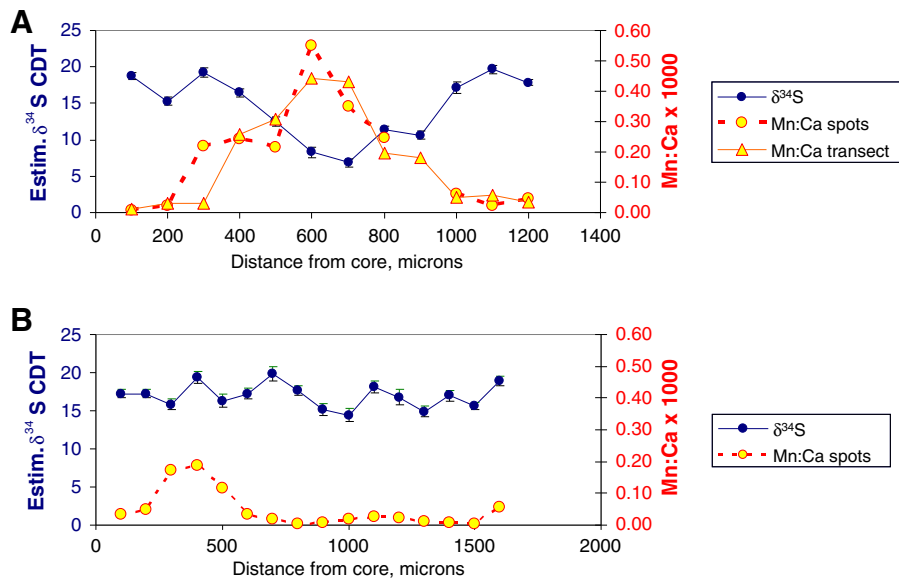 A
25
20
15
10
5
0
Estim.δ³⁴ S CDT
0.60
0.50
0.40
0.30
0.20
0.10
0.00
Mn:Ca x 1000
0 200 400 600 800 1000 1200 1400
Distance from core, microns
δ³⁴S
Mn:Ca spots
Mn:Ca transect
B
25
20
15
10
5
0
Estim.δ³⁴ S CDT
0.60
0.50
0.40
0.30
0.20
0.10
0.00
Mn:Ca x 1000
0 500 1000 1500 2000
Distance from core, microns
δ³⁴S
Mn:Ca spots